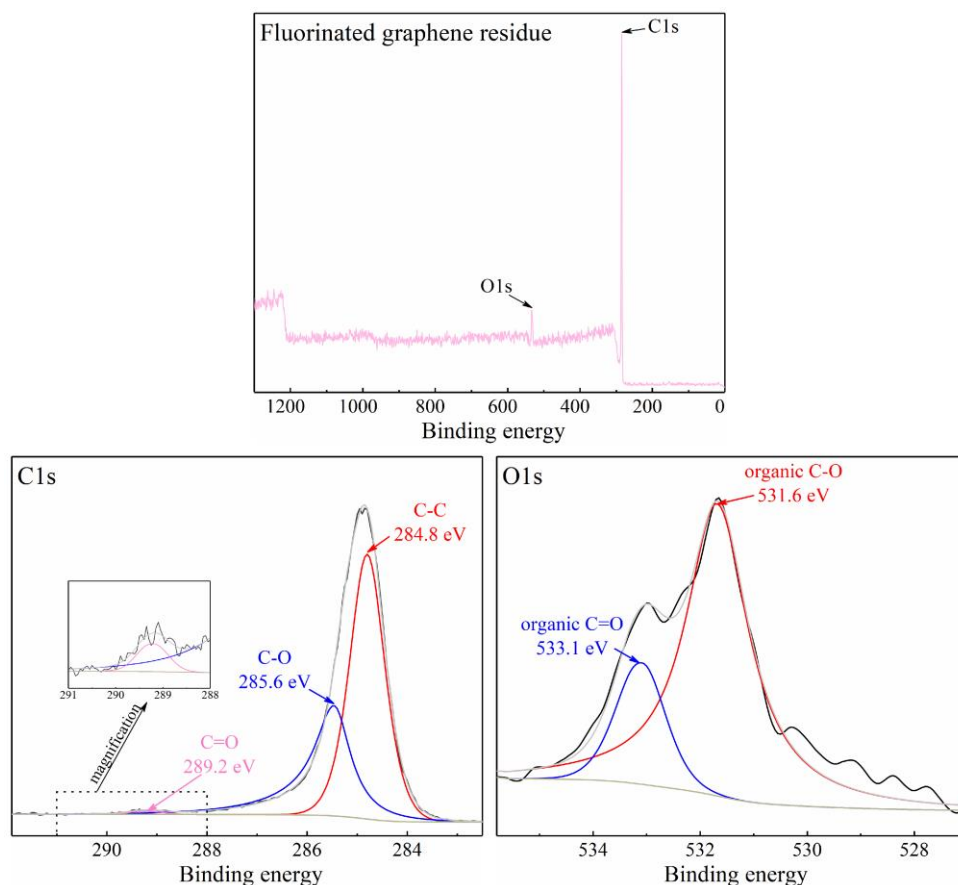 Fluorinated graphene residue
C1s
O1s
1200 1000 800 600 400 200 0
Binding energy
C1s
C-C
284.8 eV
C-O
285.6 eV
291 290 289 288
magnification
C=O
289.2 eV
290 288 286 284
Binding energy
O1s
organic C-O
531.6 eV
organic C=O
533.1 eV
534 532 530 528
Binding energy